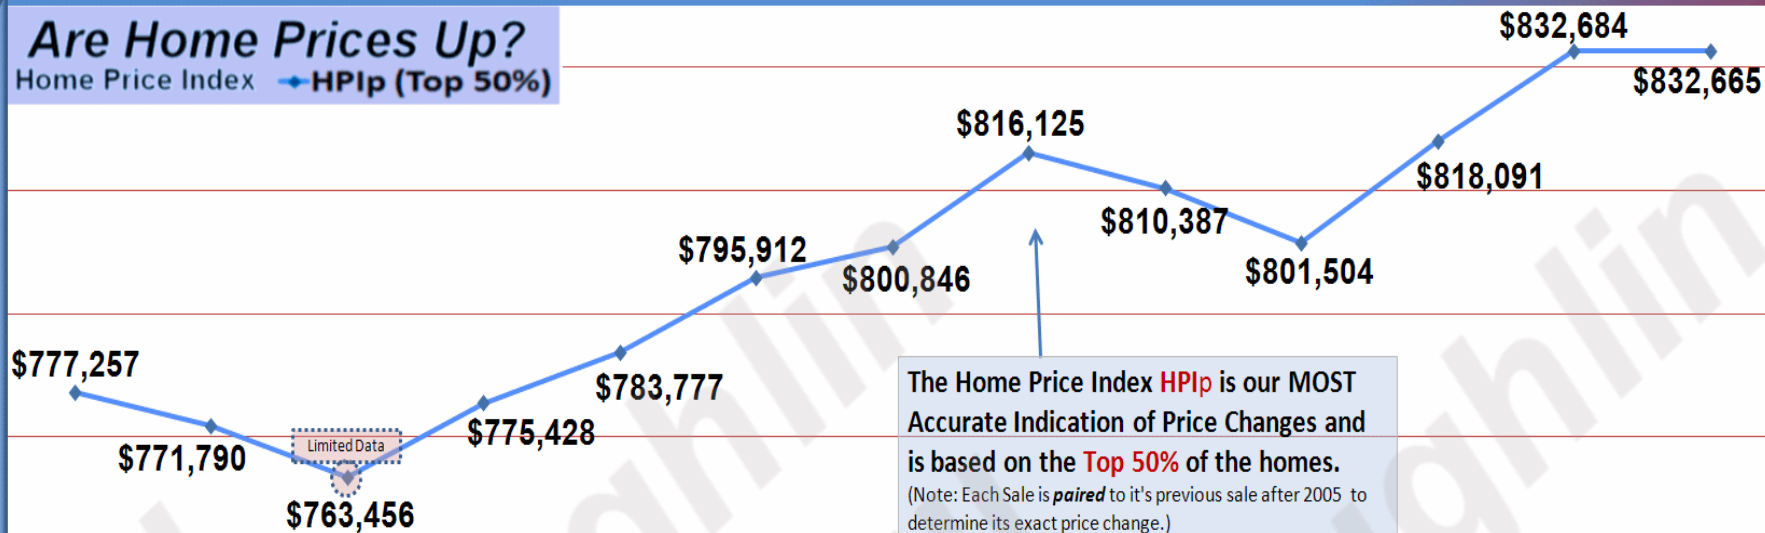 Are Home Prices Up?
Home Price Index HPIp (Top 50%)
$777,257
$771,790
Limited Data
$763,456
$775,428
$783,777
$795,912
$800,846
$816,125
$810,387
$801,504
$818,091
$832,684
$832,665
The Home Price Index HPIp is our MOST
Accurate Indication of Price Changes and
is based on the Top 50% of the homes.
(Note: Each Sale is paired to it's previous sale after 2005 to
determine its exact price change.)
ghlin
ughlin